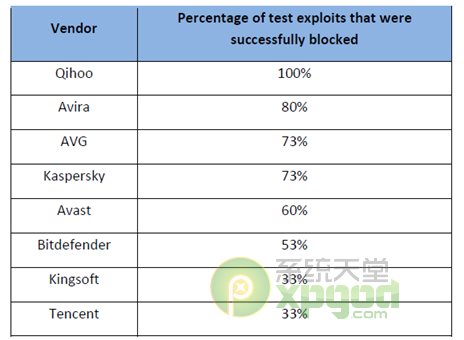 Vendor
Percentage of test exploits that were
successfully blocked
Qihoo 100%
Avira 80%
AVG 73%
Kaspersky 73%
Avast 60%
Bitdefender 53%
Kingsoft 33%
Tencent 33%
系统天堂
xpgod.com